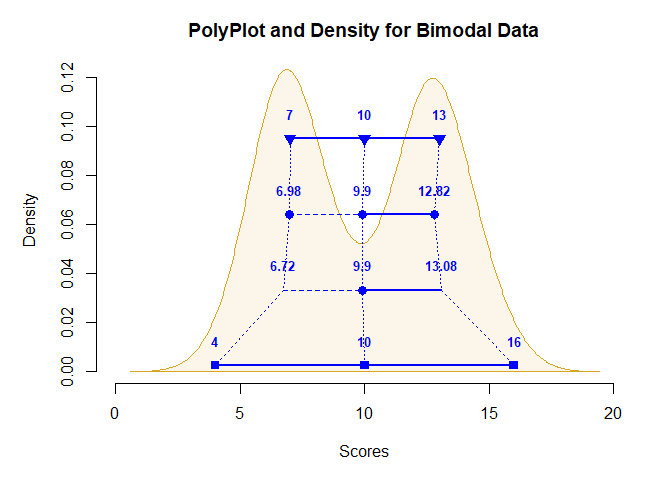 PolyPlot and Density for Bimodal Data
Density
0.12
0.10
0.08
0.06
0.04
0.02
0.00
7 10 13
6.98 9.9 12.82
6.72 9.9 13.08
4 10 16
0 5 10 15 20
Scores